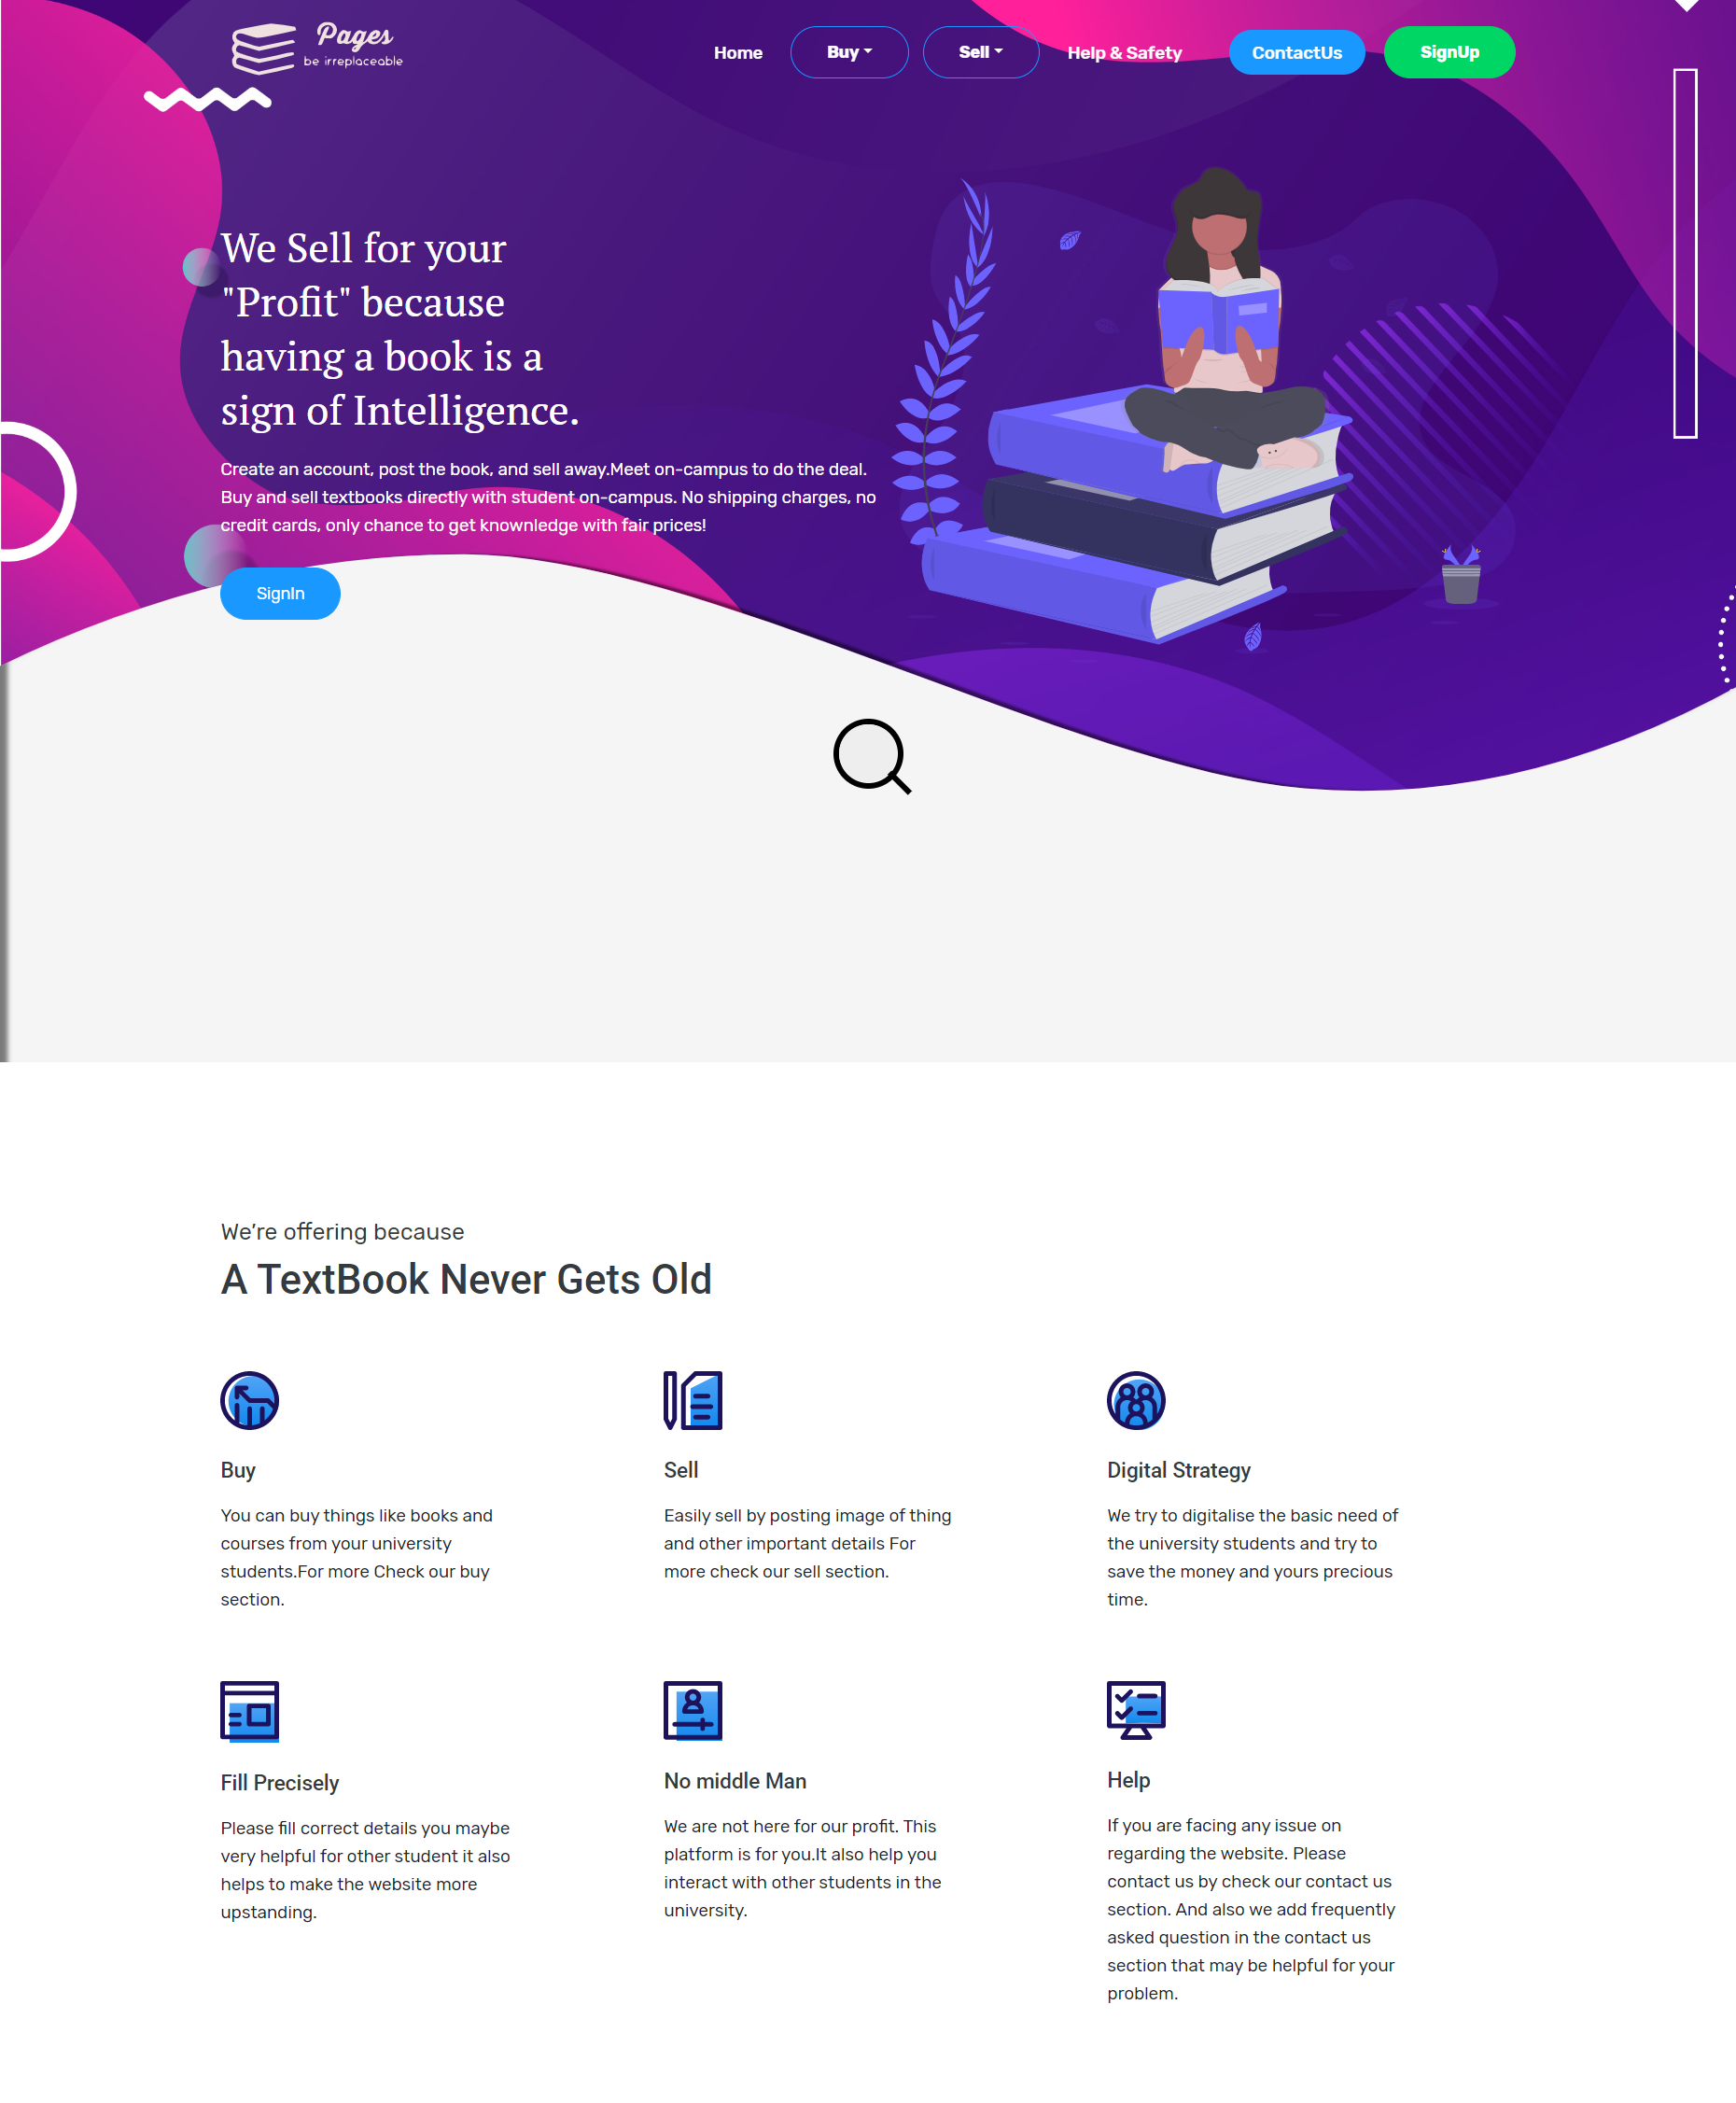 Pages
be irreplaceable
Home
Buy
Sell
Help & Safety
ContactUs
SignUp
We Sell for your
"Profit" because
having a book is a
sign of Intelligence.
Create an account, post the book, and sell away.Meet on-campus to do the deal.
Buy and sell textbooks directly with student on-campus. No shipping charges, no
credit cards, only chance to get knownledge with fair prices!
SignIn
We're offering because
A TextBook Never Gets Old
Buy
You can buy things like books and
courses from your university
students.For more Check our buy
section.
Sell
Easily sell by posting image of thing
and other important details For
more check our sell section.
Digital Strategy
We try to digitalise the basic need of
the university students and try to
save the money and yours precious
time.
Fill Precisely
Please fill correct details you maybe
very helpful for other student it also
helps to make the website more
upstanding.
No middle Man
We are not here for our profit. This
platform is for you.It also help you
interact with other students in the
university.
Help
If you are facing any issue on
regarding the website. Please
contact us by check our contact us
section. And also we add frequently
asked question in the contact us
section that may be helpful for your
problem.